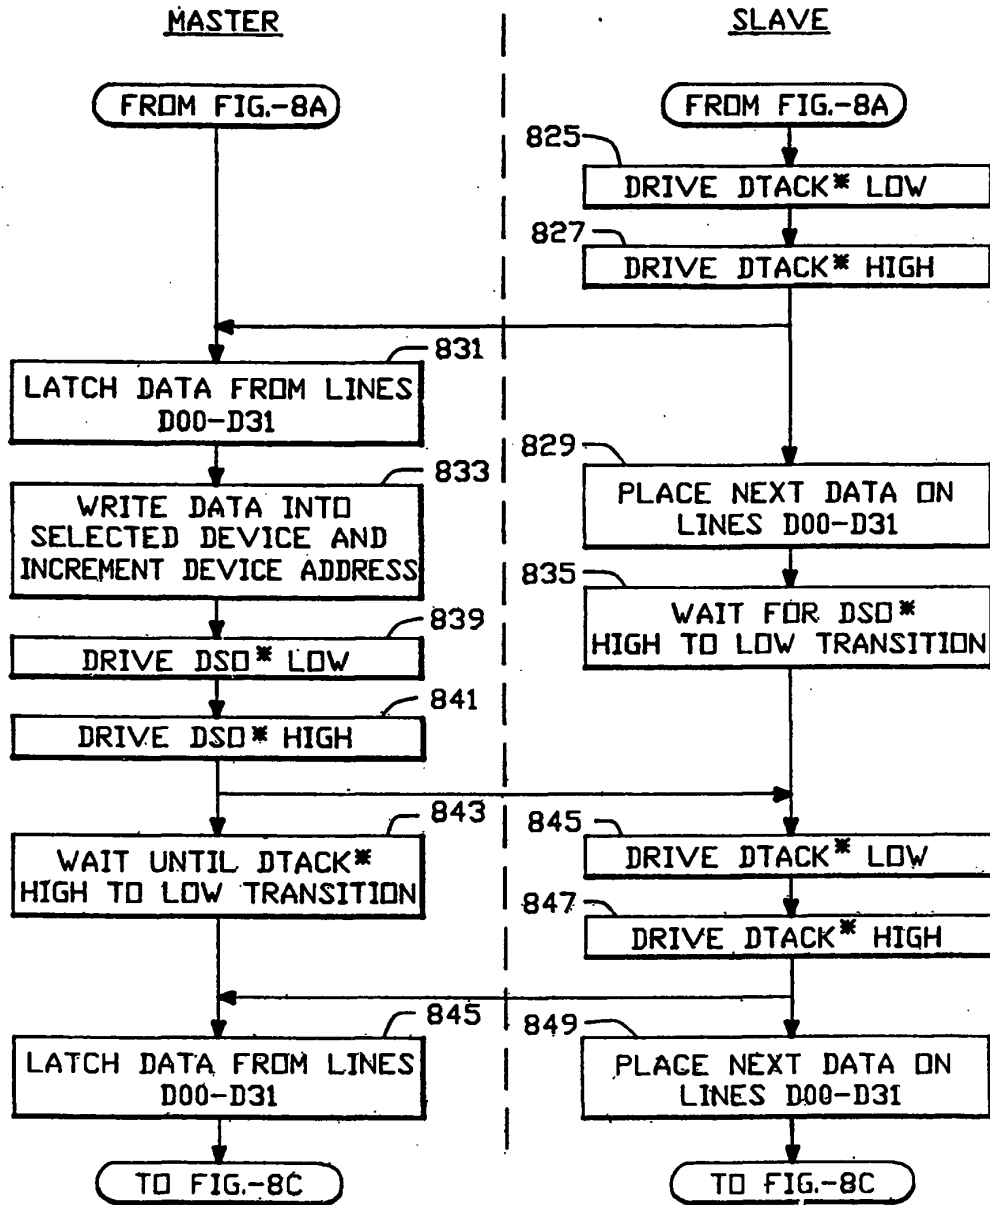 MASTER
SLAVE
FROM FIG.-8A
FROM FIG.-8A
825
DRIVE DTACK* LOW
827
DRIVE DTACK* HIGH
831
LATCH DATA FROM LINES
D00-D31
829
PLACE NEXT DATA ON
LINES D00-D31
833
WRITE DATA INTO
SELECTED DEVICE AND
INCREMENT DEVICE ADDRESS
835
WAIT FOR DSO*
HIGH TO LOW TRANSITION
839
DRIVE DSO* LOW
841
DRIVE DSO* HIGH
843
WAIT UNTIL DTACK*
HIGH TO LOW TRANSITION
845
DRIVE DTACK* LOW
847
DRIVE DTACK* HIGH
845
LATCH DATA FROM LINES
D00-D31
849
PLACE NEXT DATA ON
LINES D00-D31
TO FIG.-8C
TO FIG.-8C